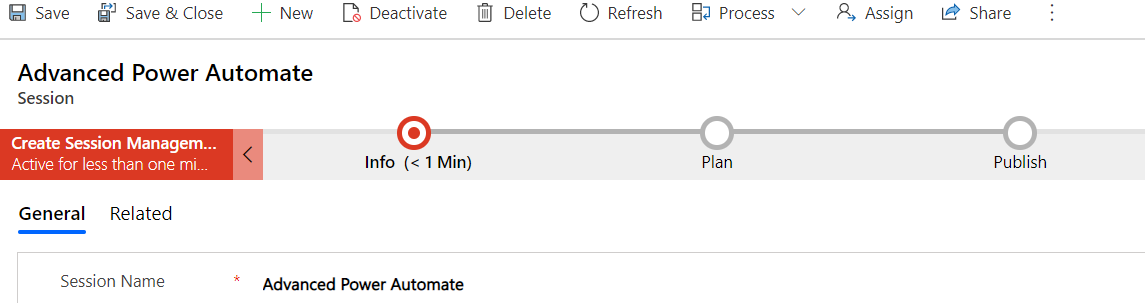 Save Save & Close New Deactivate Delete Refresh Process Assign Share
Advanced Power Automate
Session
Create Session Managem...
Active for less than one mi...
Info (< 1 Min) Plan Publish
General Related
Session Name * Advanced Power Automate